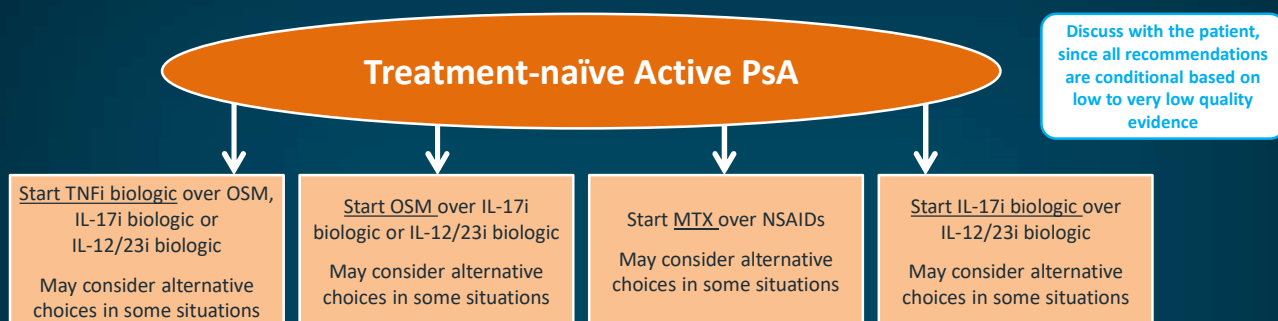 Treatment-naïve Active PsA
Discuss with the patient,
since all recommendations
are conditional based on
low to very low quality
evidence
Start TNFi biologic over OSM,
IL-17i biologic or
IL-12/23i biologic
May consider alternative
choices in some situations
Start OSM over IL-17i
biologic or IL-12/23i biologic
May consider alternative
choices in some situations
Start MTX over NSAIDs
May consider alternative
choices in some situations
Start IL-17i biologic over
IL-12/23i biologic
May consider alternative
choices in some situations